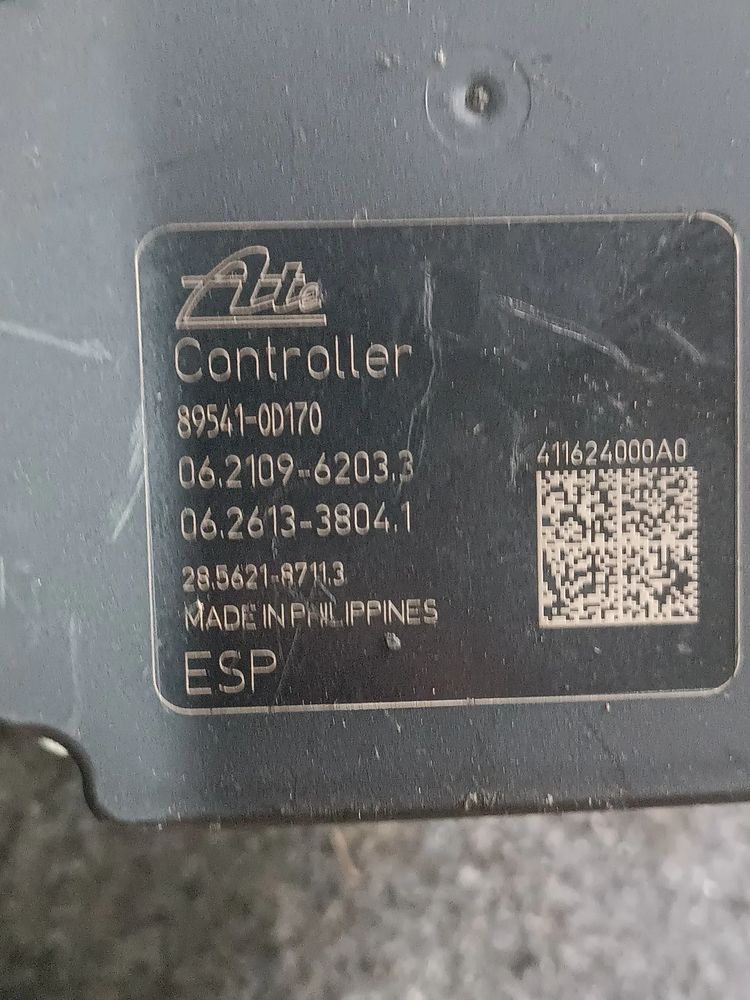 Ate
Controller
89541-0D170
06.2109-6203.3
411624000A0
06.2613-3804.1
28.5621-8711.3
MADE IN PHILIPPINES
ESP